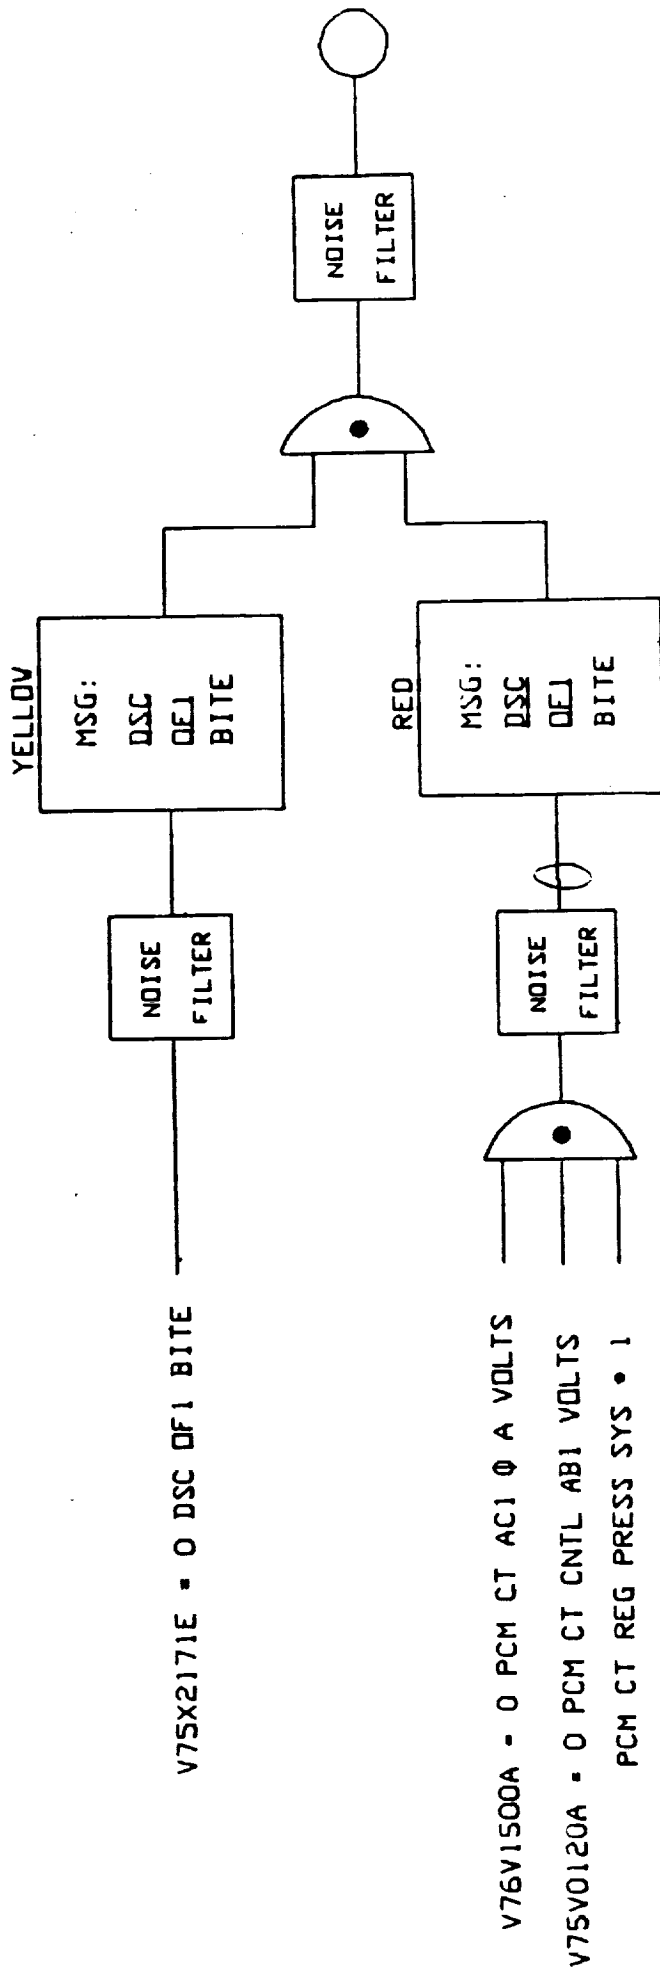 V75X2171E = 0 DSC OF1 BITE
NOISE
FILTER
YELLOW
MSG:
DSC
OF1
BITE
V76V1500A = 0 PCM CT AC1 Φ A VOLTS
V75V0120A = 0 PCM CT CNTL AB1 VOLTS
PCM CT REG PRESS SYS • 1
NOISE
FILTER
RED
MSG:
DSC
OF1
BITE
NOISE
FILTER